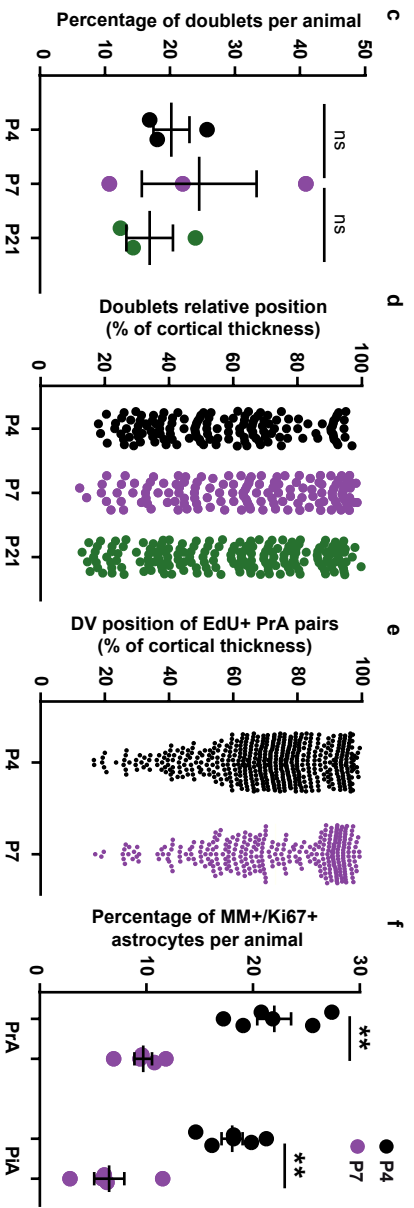 c
Percentage of doublets per animal
50
40
30
20
10
0
ns
ns
P4
P7
P21
d
Doublets relative position
(% of cortical thickness)
100
80
60
40
20
0
P4
P7
P21
e
DV position of EdU+ PrA pairs
(% of cortical thickness)
100
80
60
40
20
0
P4
P7
f
Percentage of MM+/Ki67+
astrocytes per animal
30
20
10
0
**
**
PrA
PiA
P4
P7